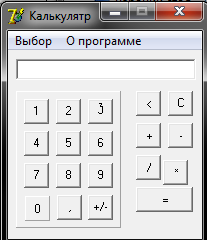 Калькулятр
Выбор О программе
1 2 3 < C
4 5 6 + -
7 8 9 / *
0 , +/- =